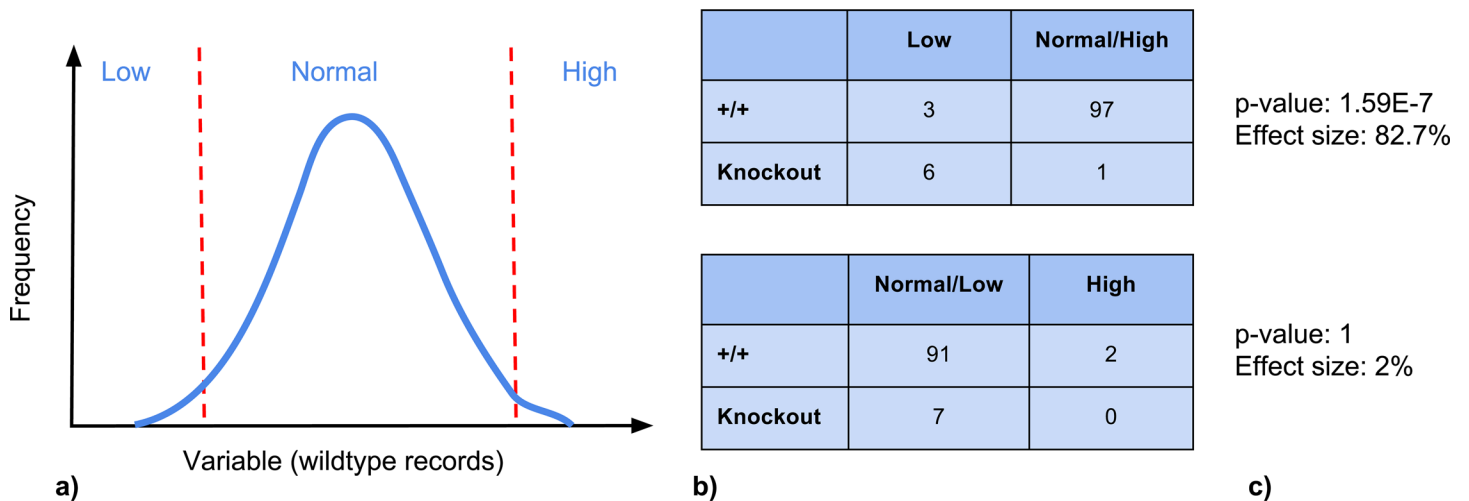 Low Normal High
Frequency
Variable (wildtype records)
a)
Low Normal/High
+/+ 3 97
Knockout 6 1
Normal/Low High
+/+ 91 2
Knockout 7 0
b)
p-value: 1.59E-7
Effect size: 82.7%
p-value: 1
Effect size: 2%
c)